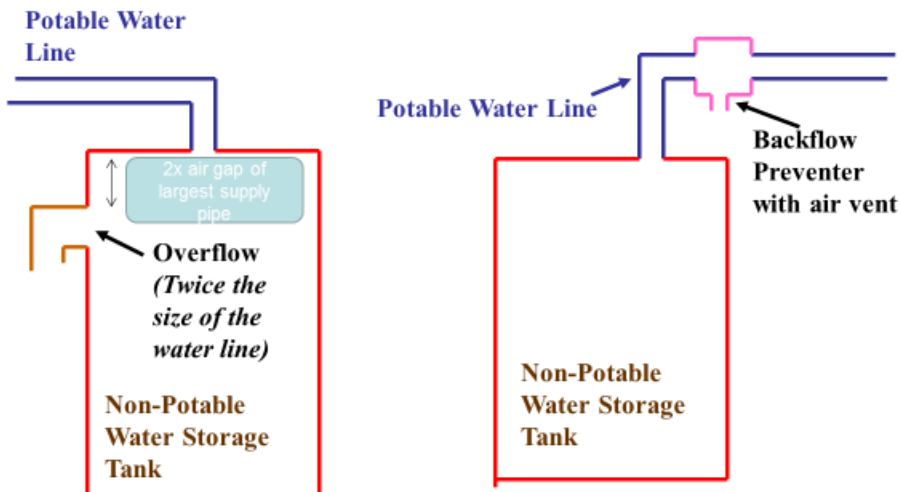 Potable Water
Line
2x air gap of
largest supply
pipe
Overflow
(Twice the
size of the
water line)
Non-Potable
Water Storage
Tank
Potable Water Line
Backflow
Preventer
with air vent
Non-Potable
Water Storage
Tank